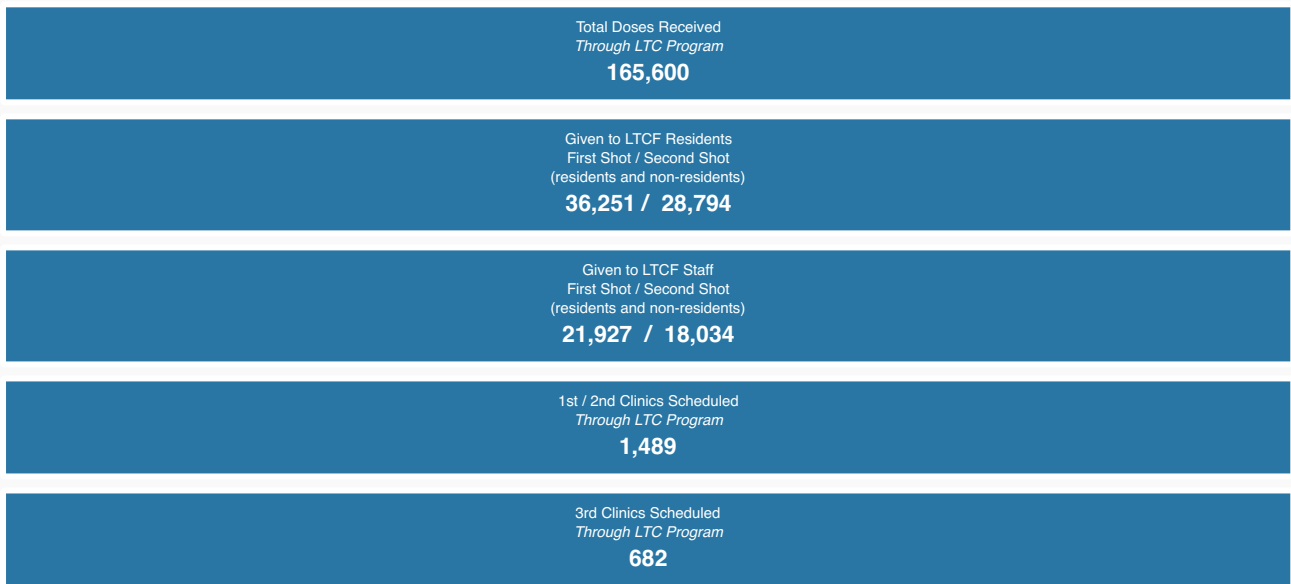 Total Doses Received
Through LTC Program
165,600
Given to LTCF Residents
First Shot / Second Shot
(residents and non-residents)
36,251 / 28,794
Given to LTCF Staff
First Shot / Second Shot
(residents and non-residents)
21,927 / 18,034
1st / 2nd Clinics Scheduled
Through LTC Program
1,489
3rd Clinics Scheduled
Through LTC Program
682